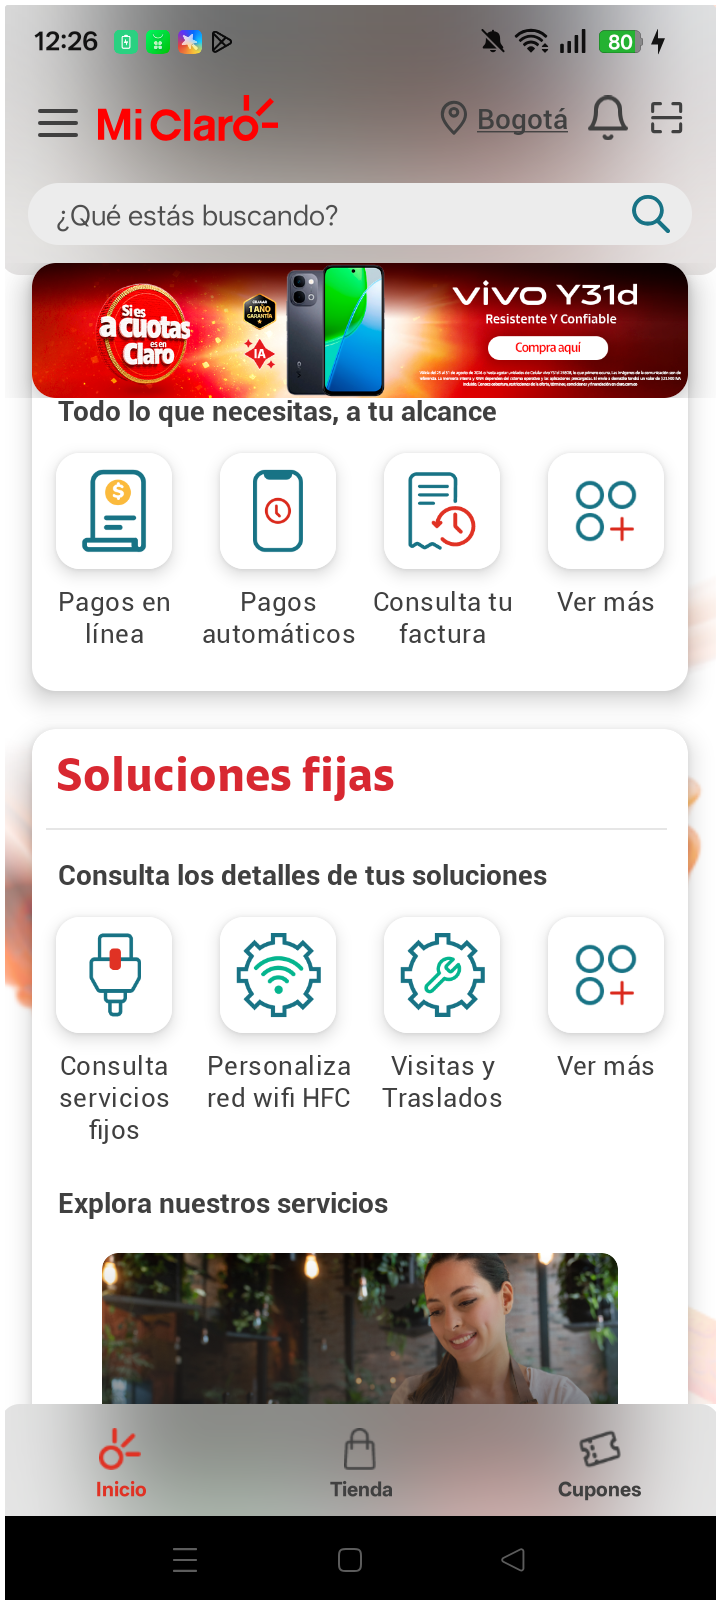 12:26
80
Mi Claro
Bogotá
¿Qué estás buscando?
Si es
a cuotas
es en
Claro
1 AÑO
GARANTÍA
IA
vivo Y31d
Resistente Y Confiable
Compra aquí
Todo lo que necesitas, a tu alcance
Pagos en
línea
Pagos
automáticos
Consulta tu
factura
Ver más
Soluciones fijas
Consulta los detalles de tus soluciones
Consulta
servicios
fijos
Personaliza
red wifi HFC
Visitas y
Traslados
Ver más
Explora nuestros servicios
Inicio
Tienda
Cupones